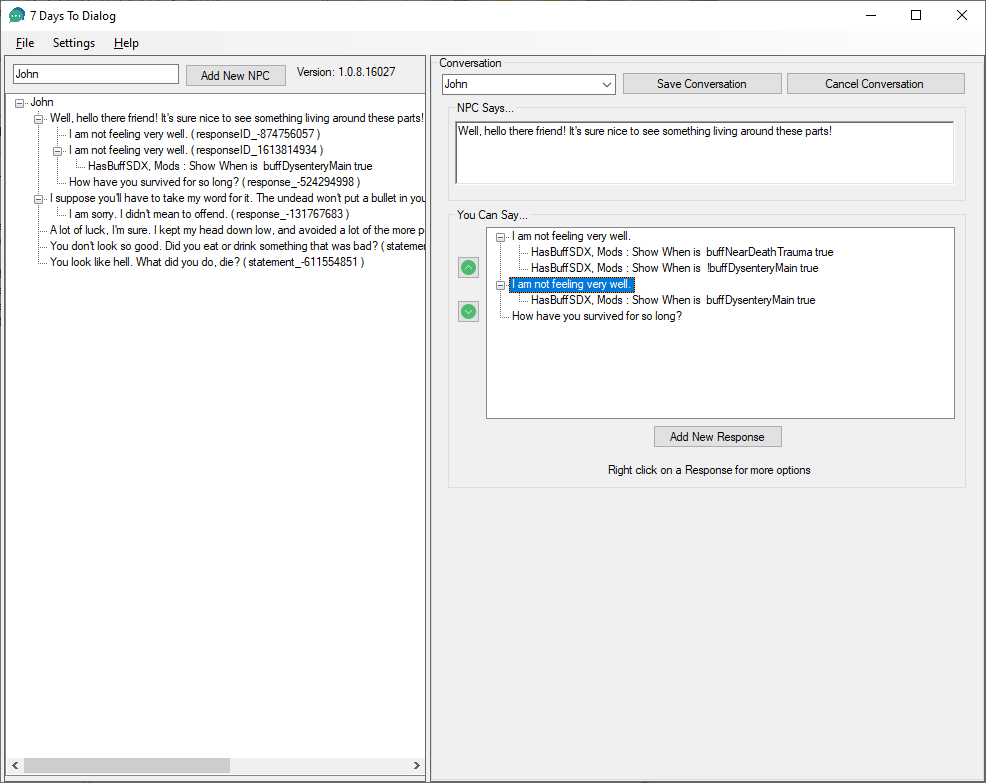 7 Days To Dialog
File Settings Help
John Add New NPC Version: 1.0.8.16027
John
Well, hello there friend! It's sure nice to see something living around these parts!
I am not feeling very well. ( responseID_-874756057 )
I am not feeling very well. ( responseID_1613814934 )
HasBuffSDX, Mods : Show When is buffDysenteryMain true
How have you survived for so long? ( response_-524294998 )
I suppose you'll have to take my word for it. The undead won't put a bullet in you
I am sorry. I didn't mean to offend. ( response_-131767683 )
A lot of luck, I'm sure. I kept my head down low, and avoided a lot of the more p
You don't look so good. Did you eat or drink something that was bad? ( stateme
You look like hell. What did you do, die? ( statement_-611554851 )
Conversation
John Save Conversation Cancel Conversation
NPC Says...
Well, hello there friend! It's sure nice to see something living around these parts!
You Can Say...
I am not feeling very well.
HasBuffSDX, Mods : Show When is buffNearDeathTrauma true
HasBuffSDX, Mods : Show When is !buffDysenteryMain true
I am not feeling very well.
HasBuffSDX, Mods : Show When is buffDysenteryMain true
How have you survived for so long?
Add New Response
Right click on a Response for more options